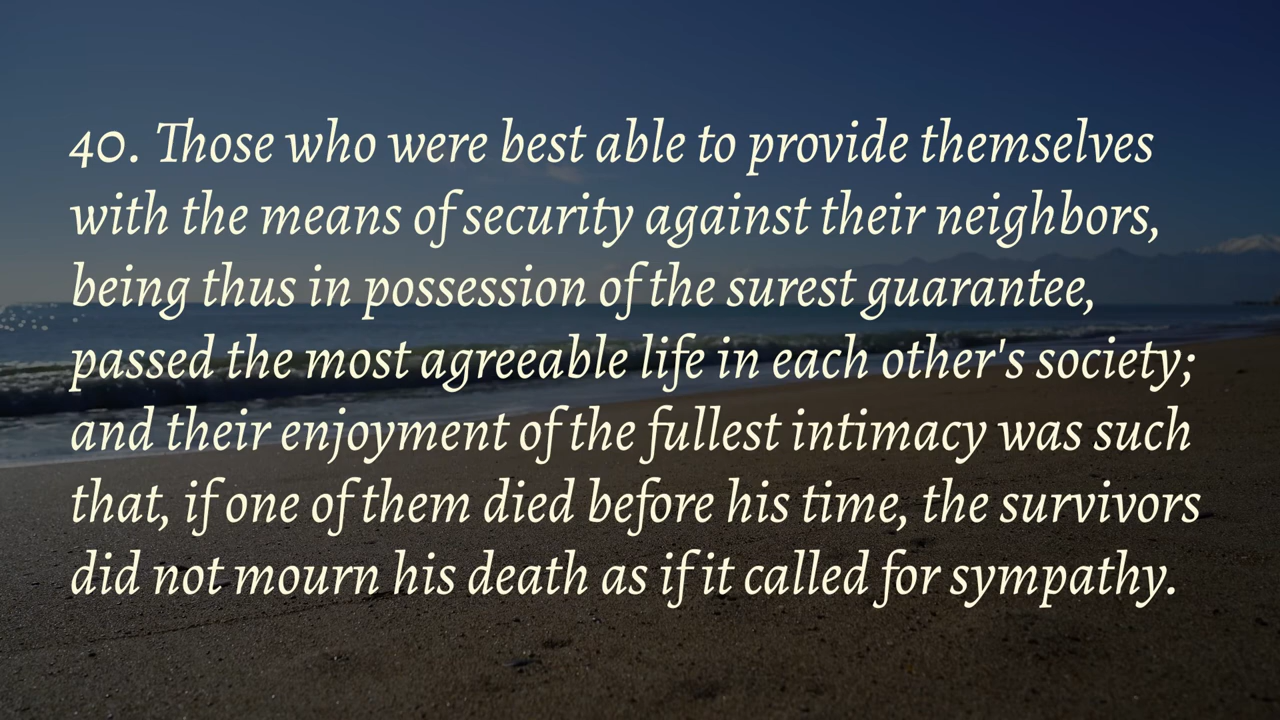 40. Those who were best able to provide themselves
with the means of security against their neighbors,
being thus in possession of the surest guarantee,
passed the most agreeable life in each other's society;
and their enjoyment of the fullest intimacy was such
that, if one of them died before his time, the survivors
did not mourn his death as if it called for sympathy.